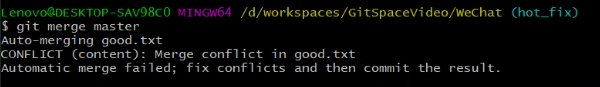 Lenovo@DESKTOP-SAV98C0 MINGW64 /d/workspaces/GitSpaceVideo/WeChat (hot_fix)
$ git merge master
Auto-merging good.txt
CONFLICT (content): Merge conflict in good.txt
Automatic merge failed; fix conflicts and then commit the result.